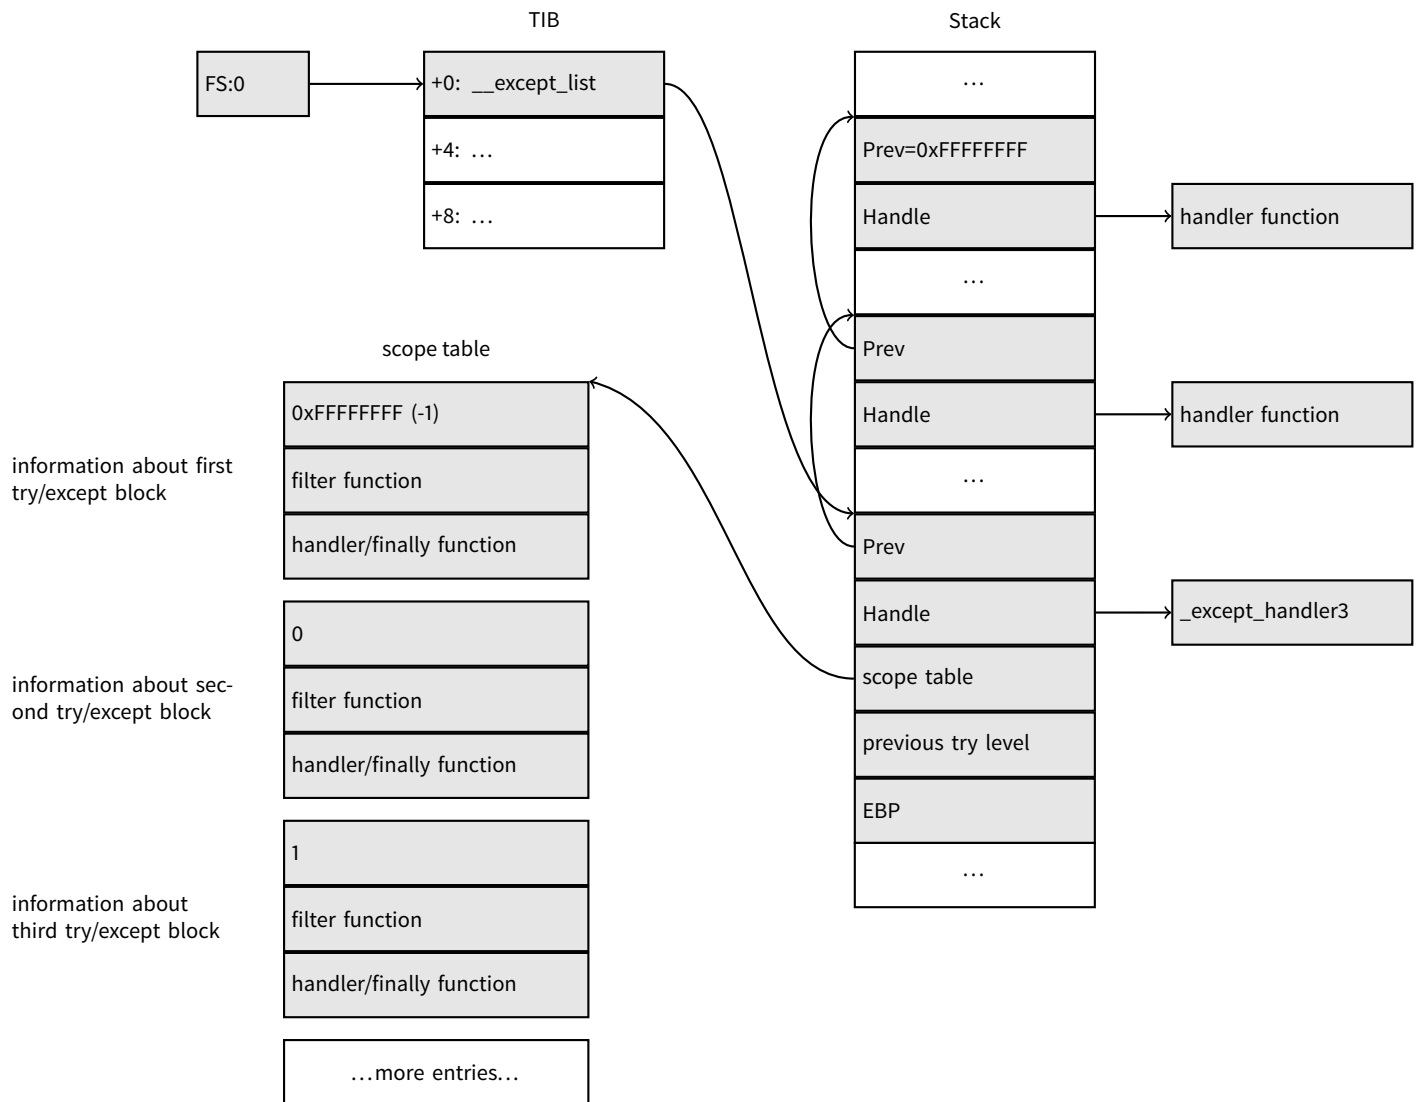 TIB
Stack
FS:0
+0: __except_list
+4: …
+8: …
…
Prev=0xFFFFFFFF
Handle
handler function
…
Prev
Handle
handler function
…
Prev
Handle
_except_handler3
scope table
previous try level
EBP
…
scope table
0xFFFFFFFF (-1)
information about first
try/except block
filter function
handler/finally function
0
information about sec-
ond try/except block
filter function
handler/finally function
1
information about
third try/except block
filter function
handler/finally function
…more entries…